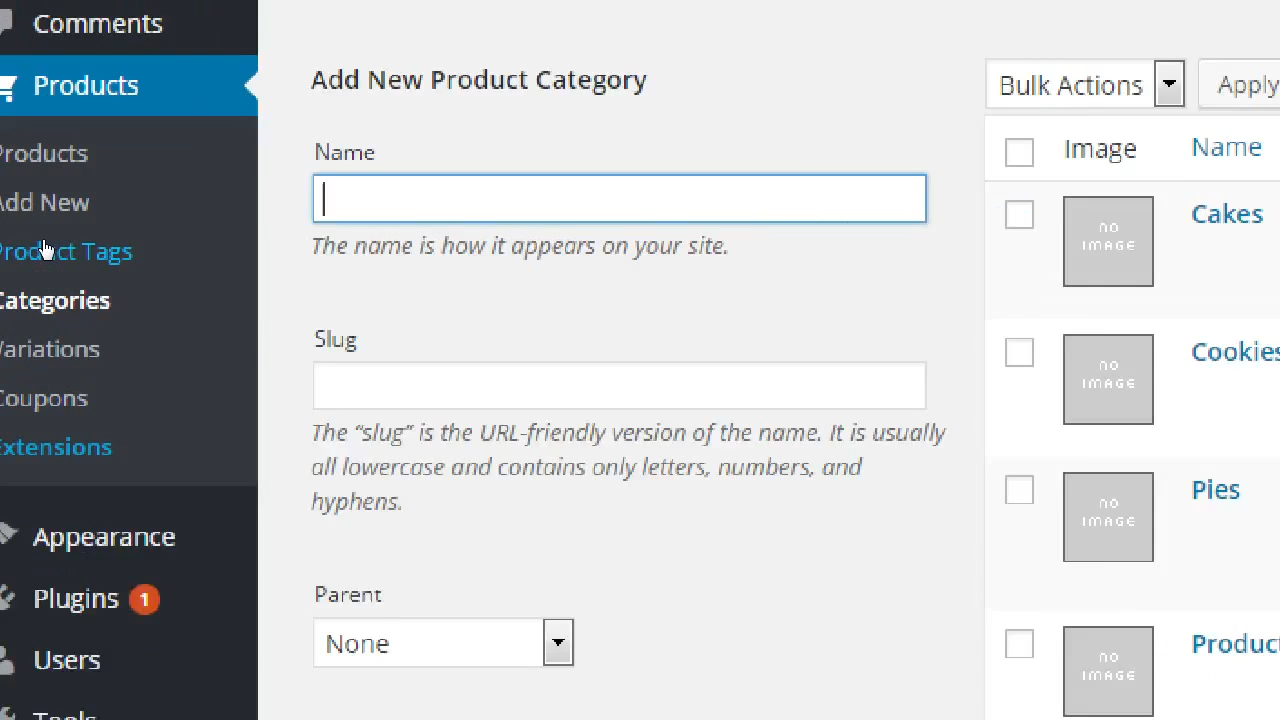 Comments
Products
Products
Add New
Product Tags
Categories
Variations
Coupons
Extensions
Appearance
Plugins 1
Users
Tools
Add New Product Category
Name
The name is how it appears on your site.
Slug
The “slug” is the URL-friendly version of the name. It is usually
all lowercase and contains only letters, numbers, and
hyphens.
Parent
None
Bulk Actions
Apply
Image Name
NO IMAGE
Cakes
NO IMAGE
Cookies
NO IMAGE
Pies
NO IMAGE
Product